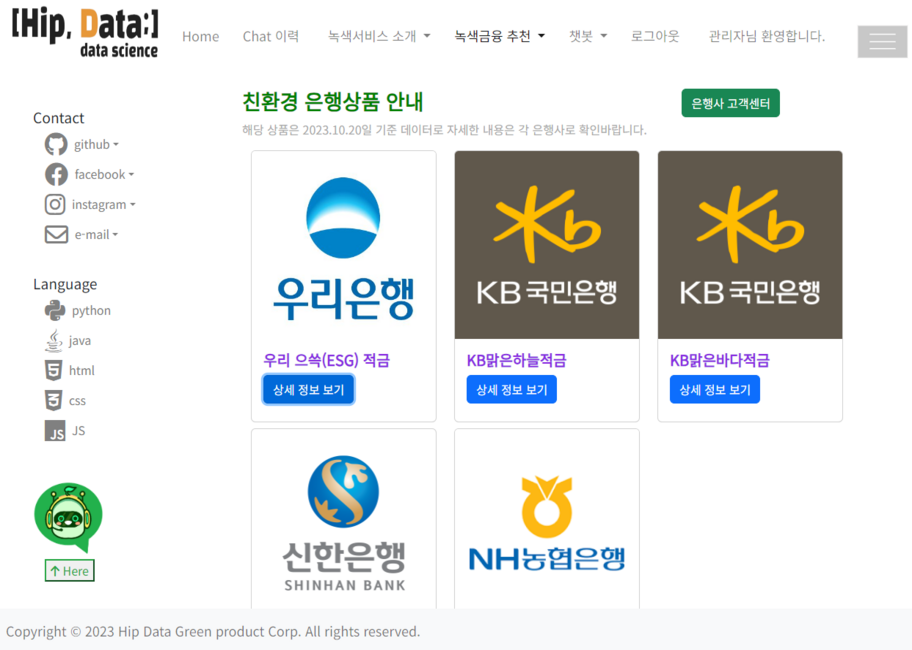 [Hip, Data:]
data science
Home
Chat 이력
녹색서비스 소개
녹색금융 추천
챗봇
로그아웃
관리자님 환영합니다.
Contact
github
facebook
instagram
e-mail
Language
python
java
html
css
JS
JS
↑ Here
친환경 은행상품 안내
은행사 고객센터
해당 상품은 2023.10.20일 기준 데이터로 자세한 내용은 각 은행사로 확인바랍니다.
우리은행
우리 으쓱(ESG) 적금
상세 정보 보기
Kb
KB국민은행
KB맑은하늘적금
상세 정보 보기
Kb
KB국민은행
KB맑은바다적금
상세 정보 보기
신한은행
SHINHAN BANK
NH농협은행
Copyright © 2023 Hip Data Green product Corp. All rights reserved.